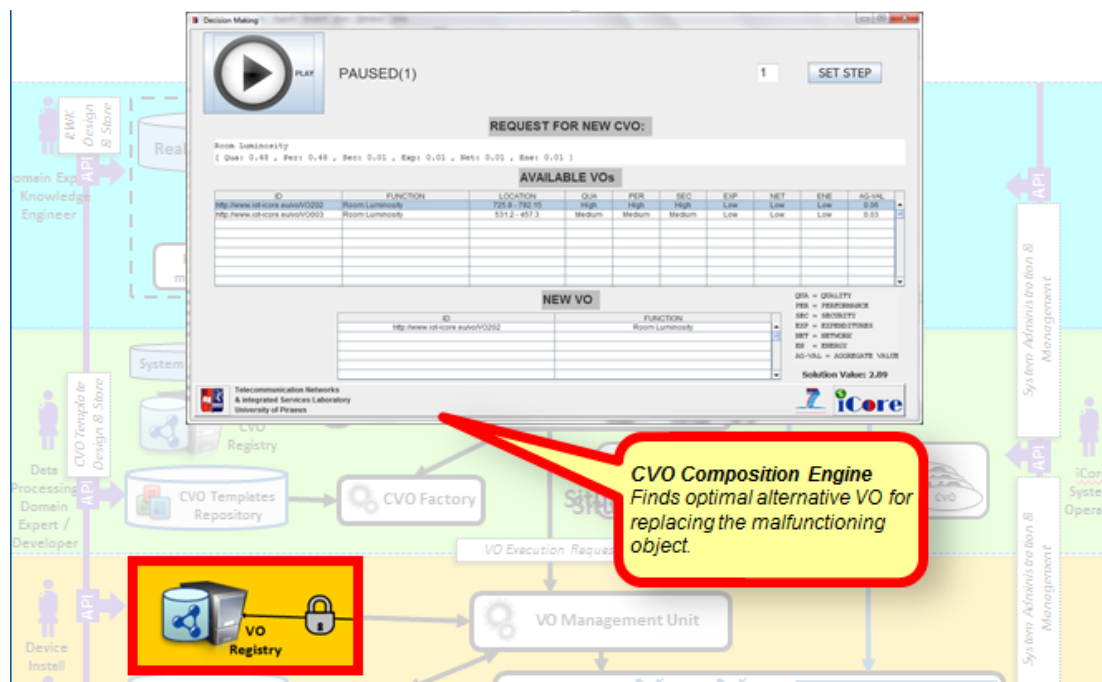 Decision Making
PLAY
PAUSED(1)
1
SET STEP
REQUEST FOR NEW CVO:
Room Luminosity
{ Qua: 0.48 , Per: 0.48 , Sec: 0.01 , Exp: 0.01 , Net: 0.01 , Ene: 0.01 }
AVAILABLE VOs
ID FUNCTION LOCATION QUA PER SEC EXP NET ENE AG-VAL
http://www.iot-icore.eu/vo/VO202 Room Luminosity 725.8 - 792.15 High High High Low Low Low 0.06
http://www.iot-icore.eu/vo/VO003 Room Luminosity 531.2 - 457.3 Medium Medium Medium Low Low Low 0.03
NEW VO
ID FUNCTION
http://www.iot-icore.eu/vo/VO202 Room Luminosity
QUA = QUALITY
PER = PERFORMANCE
SEC = SECURITY
EXP = EXPENDITURES
NET = NETWORK
EN = ENERGY
AG-VAL = AGGREGATE VALUE
Solution Value: 2.09
Telecommunication Networks
& integrated Services Laboratory
University of Piraeus
7
iCore
RWK
Design
& Store
API
Real
omain Exp
Knowledge
Engineer
API
System Administration &
Management
System
CVO Template
Design & Store
CVO
Registry
Data
Processing
Domain
Expert /
Developer
API
CVO Templates
Repository
CVO Factory
CVO Composition Engine
Finds optimal alternative VO for
replacing the malfunctioning
object.
CVO
API
iCor
Syste
Opera
VO Execution Reques
System Administration &
Management
API
VO
Registry
VO Management Unit
Device
Install